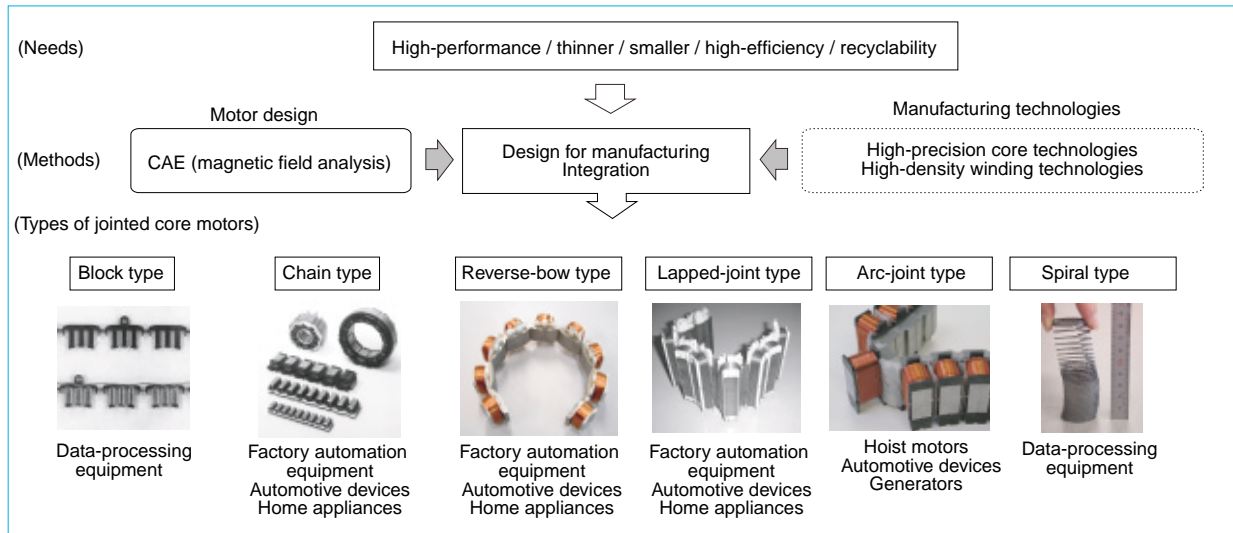 (Needs)
High-performance / thinner / smaller / high-efficiency / recyclability
Motor design
Manufacturing technologies
(Methods)
CAE (magnetic field analysis)
Design for manufacturing
Integration
High-precision core technologies
High-density winding technologies
(Types of jointed core motors)
Block type
Chain type
Reverse-bow type
Lapped-joint type
Arc-joint type
Spiral type
Data-processing
equipment
Factory automation
equipment
Automotive devices
Home appliances
Factory automation
equipment
Automotive devices
Home appliances
Factory automation
equipment
Automotive devices
Home appliances
Hoist motors
Automotive devices
Generators
Data-processing
equipment